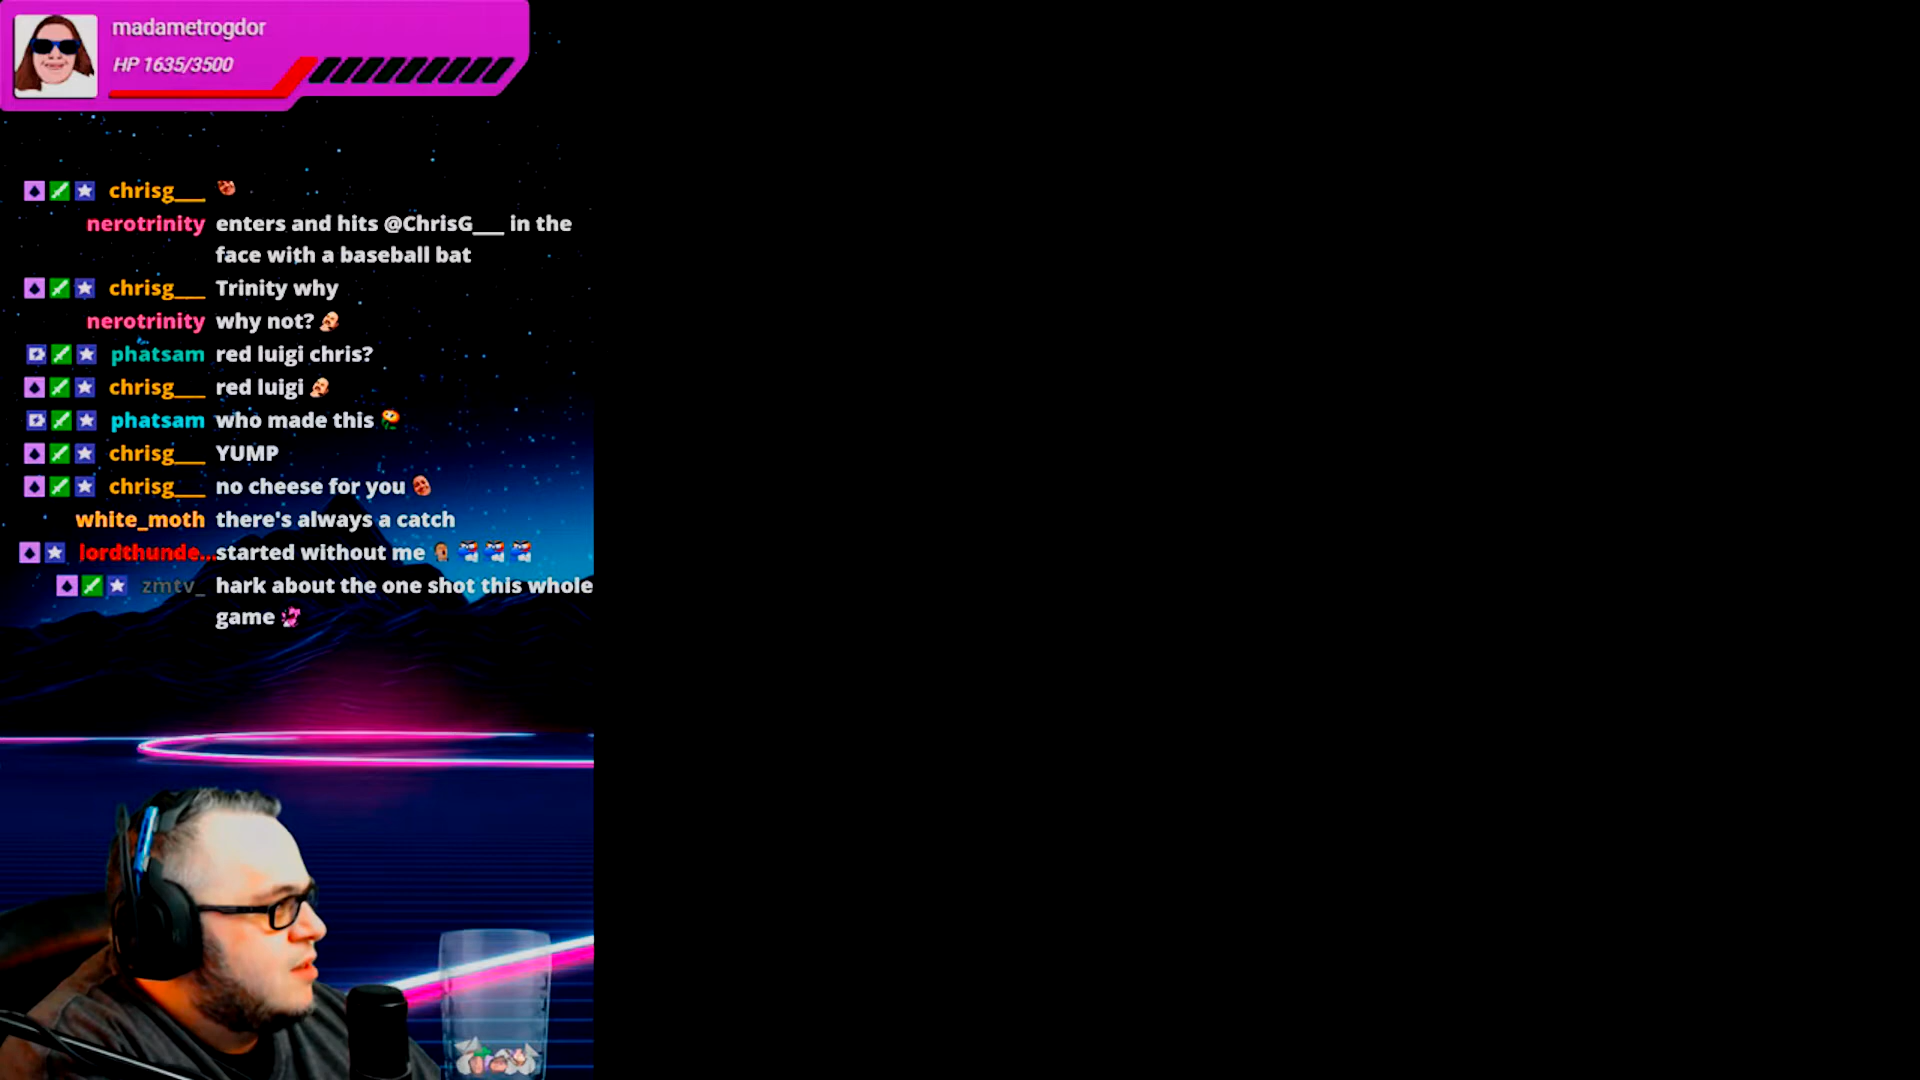 madametrogdor
HP 1635/3500
chrisg___
nerotrinity enters and hits @ChrisG___ in the
face with a baseball bat
chrisg___ Trinity why
nerotrinity why not?
phatsam red luigi chris?
chrisg___ red luigi
phatsam who made this
chrisg___ YUMP
chrisg___ no cheese for you
white_moth there's always a catch
lordthunde... started without me
zmtv_ hark about the one shot this whole
game